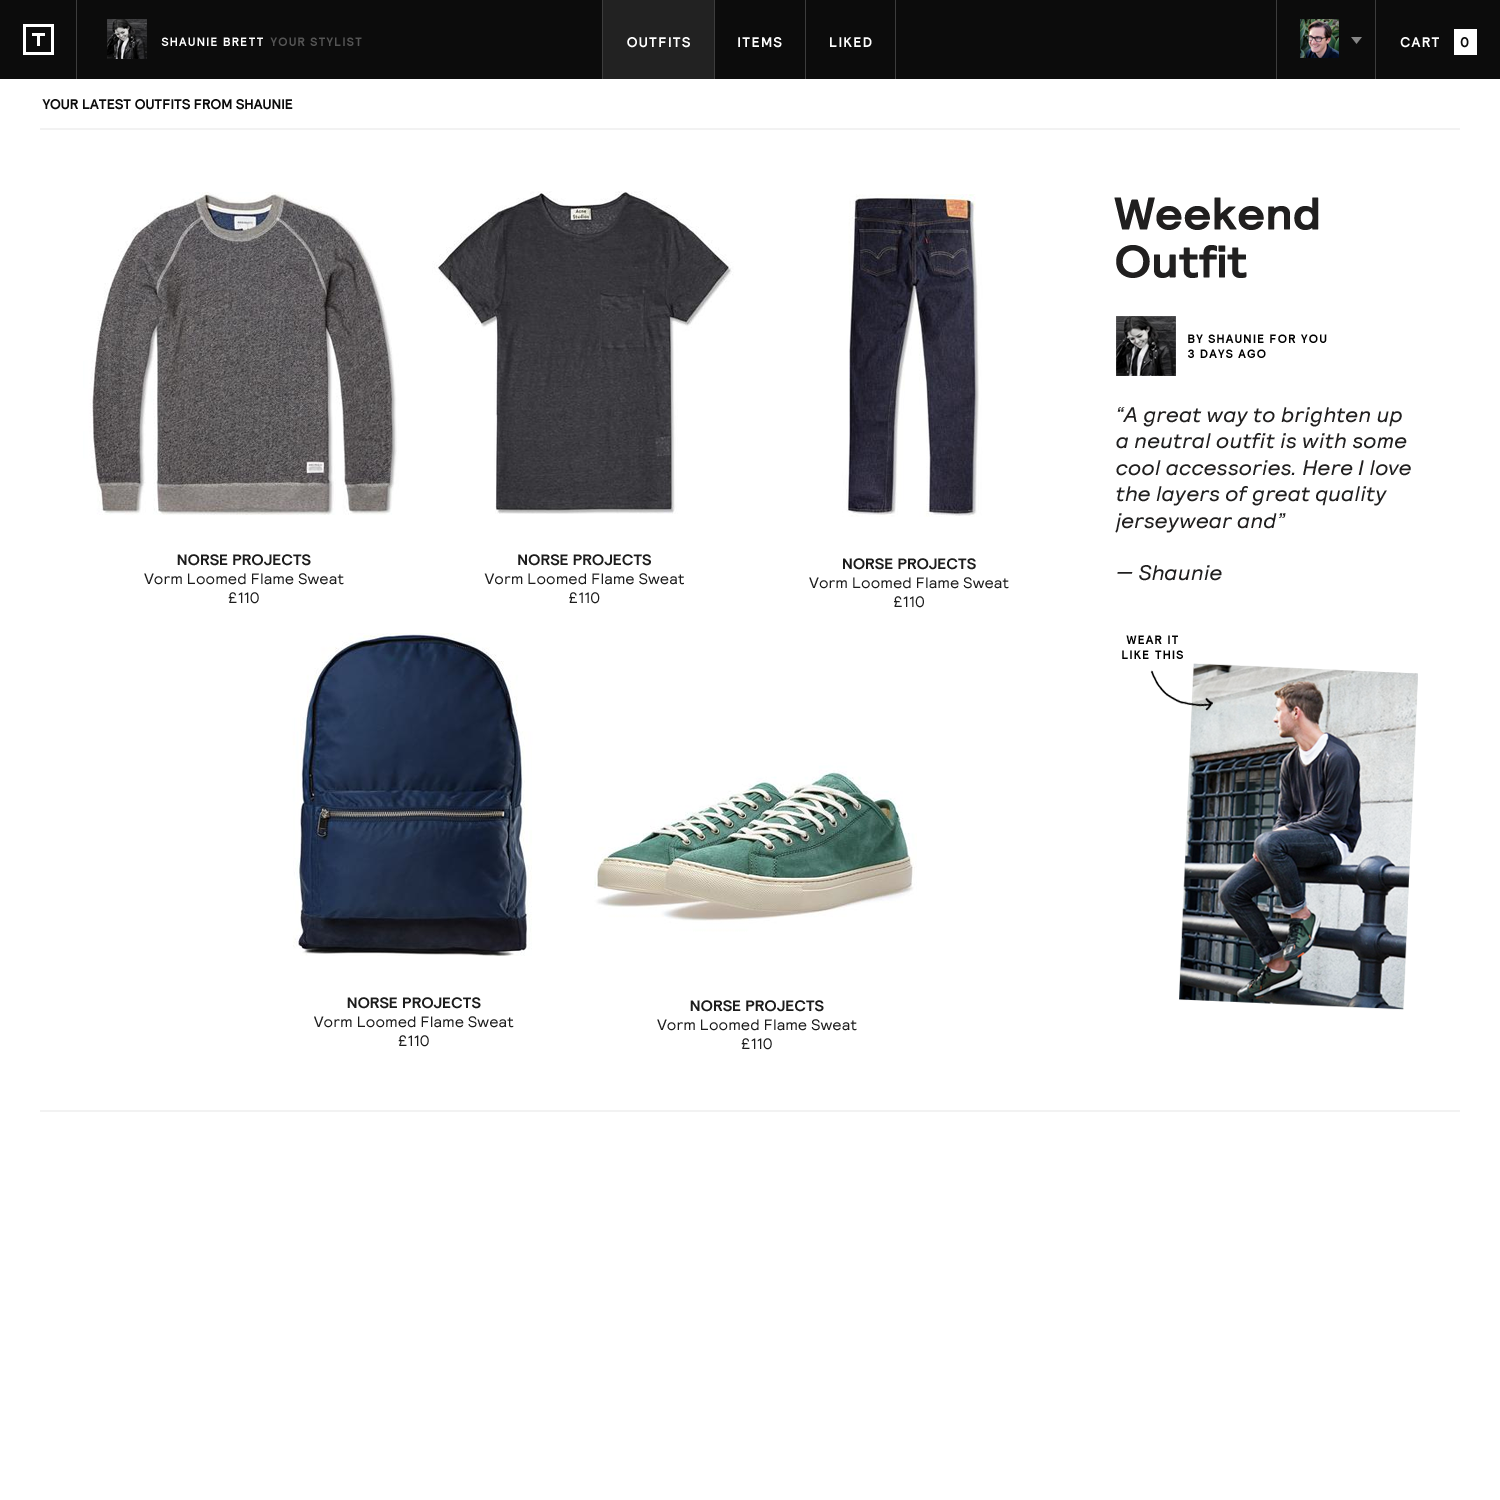 T
SHAUNIE BRETT YOUR STYLIST
OUTFITS
ITEMS
LIKED
CART 0
YOUR LATEST OUTFITS FROM SHAUNIE
Acne
Studios
NORSE PROJECTS
Vorm Loomed Flame Sweat
£110
NORSE PROJECTS
Vorm Loomed Flame Sweat
£110
NORSE PROJECTS
Vorm Loomed Flame Sweat
£110
NORSE PROJECTS
Vorm Loomed Flame Sweat
£110
NORSE PROJECTS
Vorm Loomed Flame Sweat
£110
Weekend
Outfit
BY SHAUNIE FOR YOU
3 DAYS AGO
“A great way to brighten up
a neutral outfit is with some
cool accessories. Here I love
the layers of great quality
jerseywear and”
— Shaunie
WEAR IT
LIKE THIS